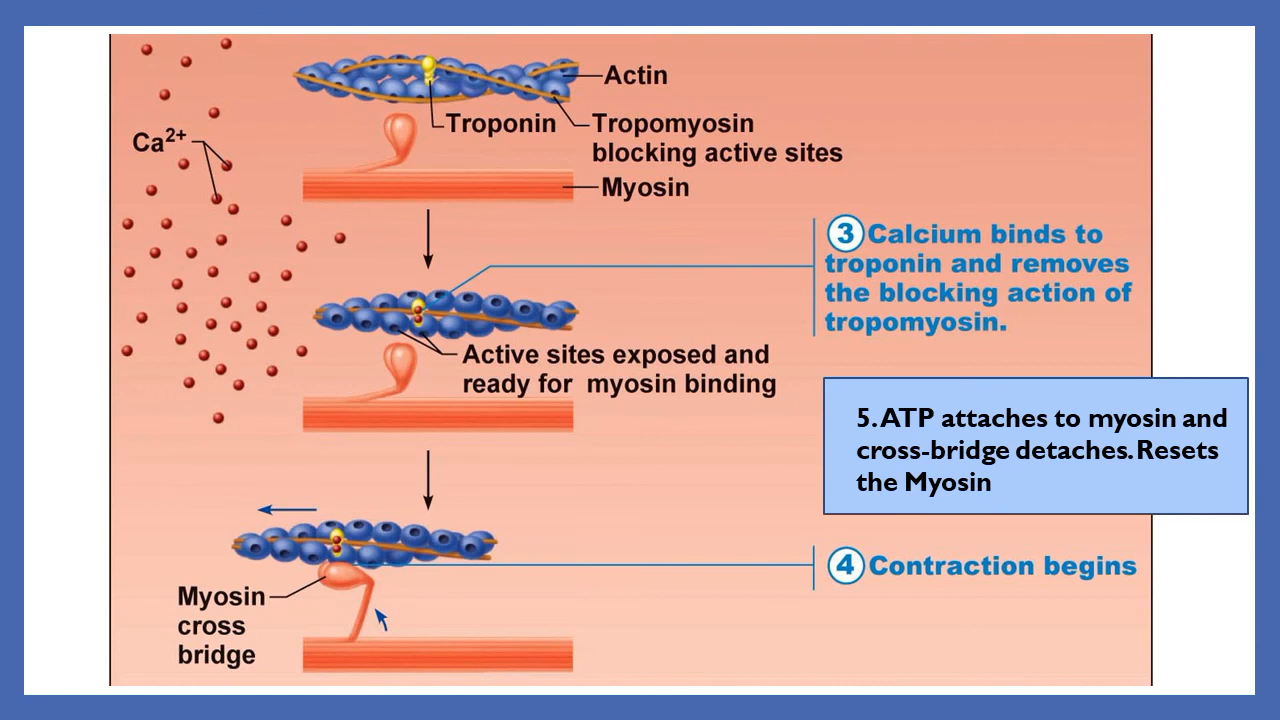 Actin
Troponin
Tropomyosin
blocking active sites
Ca2+
Myosin
3 Calcium binds to
troponin and removes
the blocking action of
tropomyosin.
Active sites exposed and
ready for myosin binding
5. ATP attaches to myosin and
cross-bridge detaches. Resets
the Myosin
4 Contraction begins
Myosin
cross
bridge